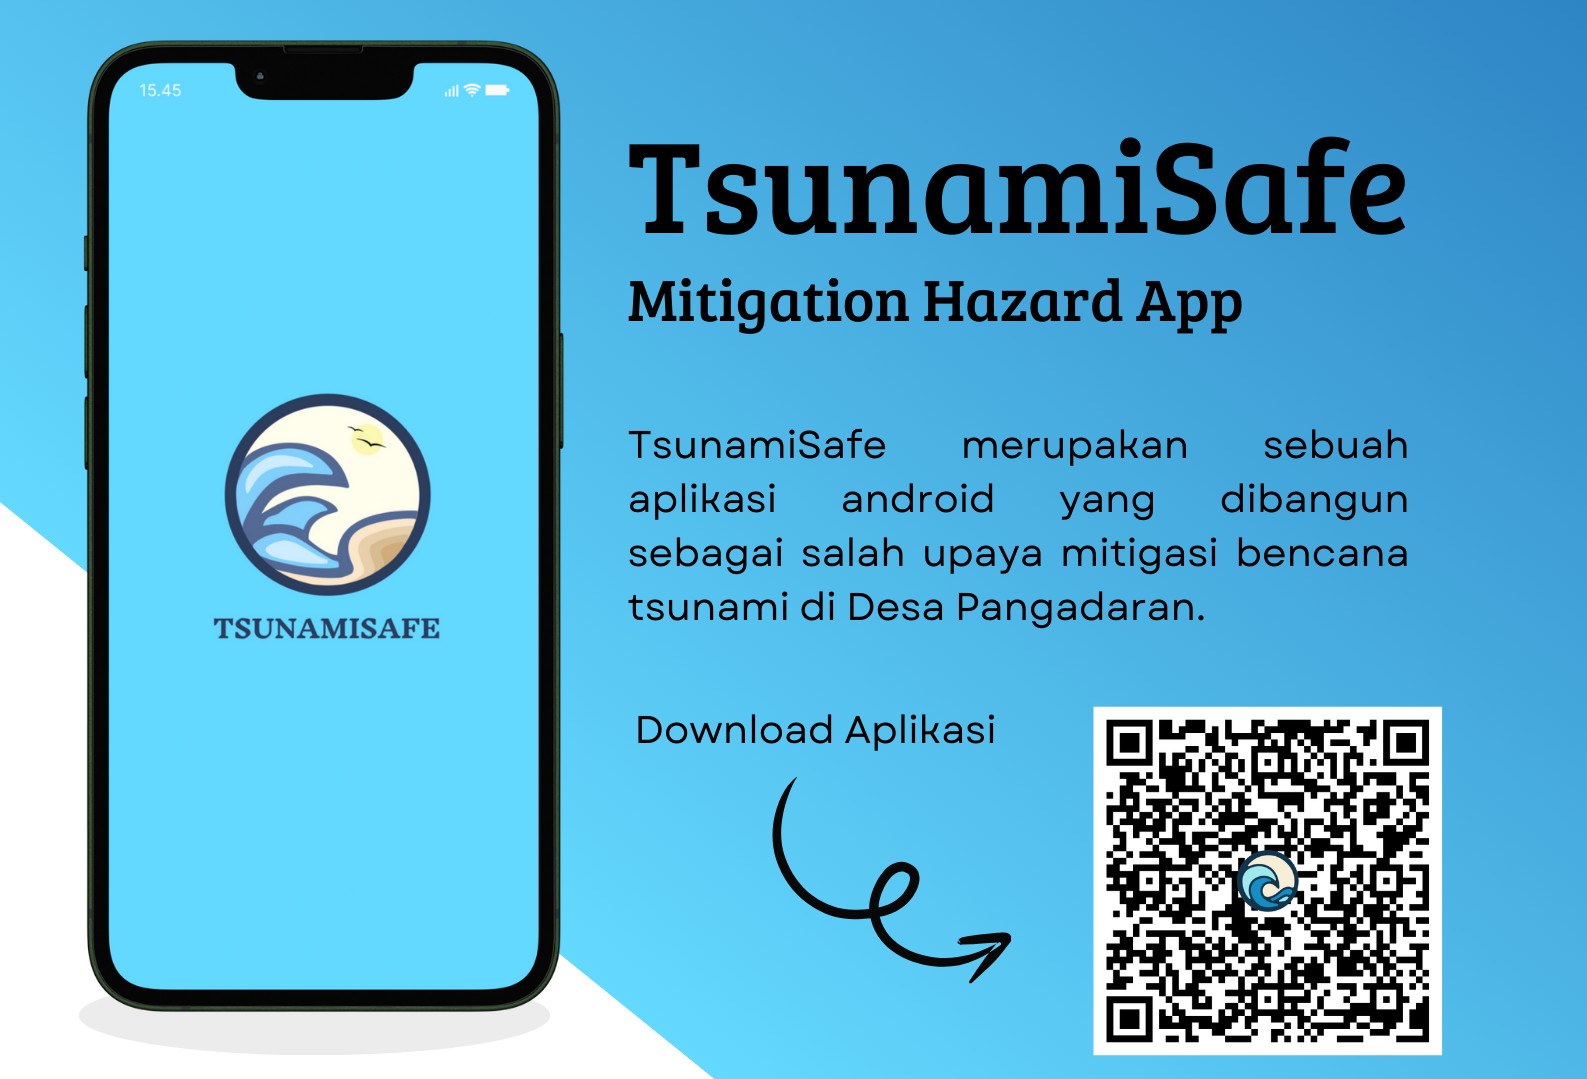 15.45
TSUNAMISAFE
TsunamiSafe
Mitigation Hazard App
TsunamiSafe merupakan sebuah
aplikasi android yang dibangun
sebagai salah upaya mitigasi bencana
tsunami di Desa Pangadaran.
Download Aplikasi